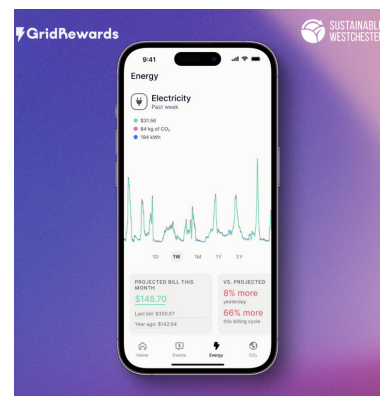 GridRewards
SUSTAINABLE
WESTCHESTER
9:41
Energy
Electricity
Past week
$31.56
84 kg of CO₂
194 kWh
1D 1W 1M 1Y 3Y
PROJECTED BILL THIS
MONTH
$148.70
Last bill: $350.67
Year ago: $142.64
VS. PROJECTED
8% more
yesterday
66% more
this billing cycle
Home Events Energy CO₂